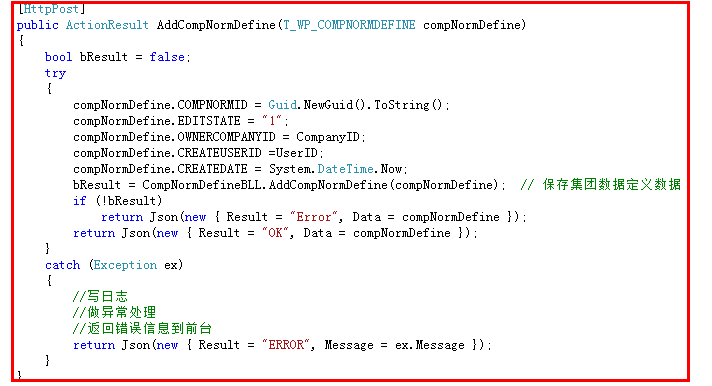 [HttpPost]
public ActionResult AddCompNormDefine(T_WP_COMPNORMDEFINE compNormDefine)
{
    bool bResult = false;
    try
    {
        compNormDefine.COMPNORMID = Guid.NewGuid().ToString();
        compNormDefine.EDITSTATE = "1";
        compNormDefine.OWNERCOMPANYID = CompanyID;
        compNormDefine.CREATEUSERID =UserID;
        compNormDefine.CREATEDATE = System.DateTime.Now;
        bResult = CompNormDefineBLL.AddCompNormDefine(compNormDefine);  // 保存集团数据定义数据
        if (!bResult)
            return Json(new { Result = "Error", Data = compNormDefine });
        return Json(new { Result = "OK", Data = compNormDefine });
    }
    catch (Exception ex)
    {
        //写日志
        //做异常处理
        //返回错误信息到前台
        return Json(new { Result = "ERROR", Message = ex.Message });
    }
}